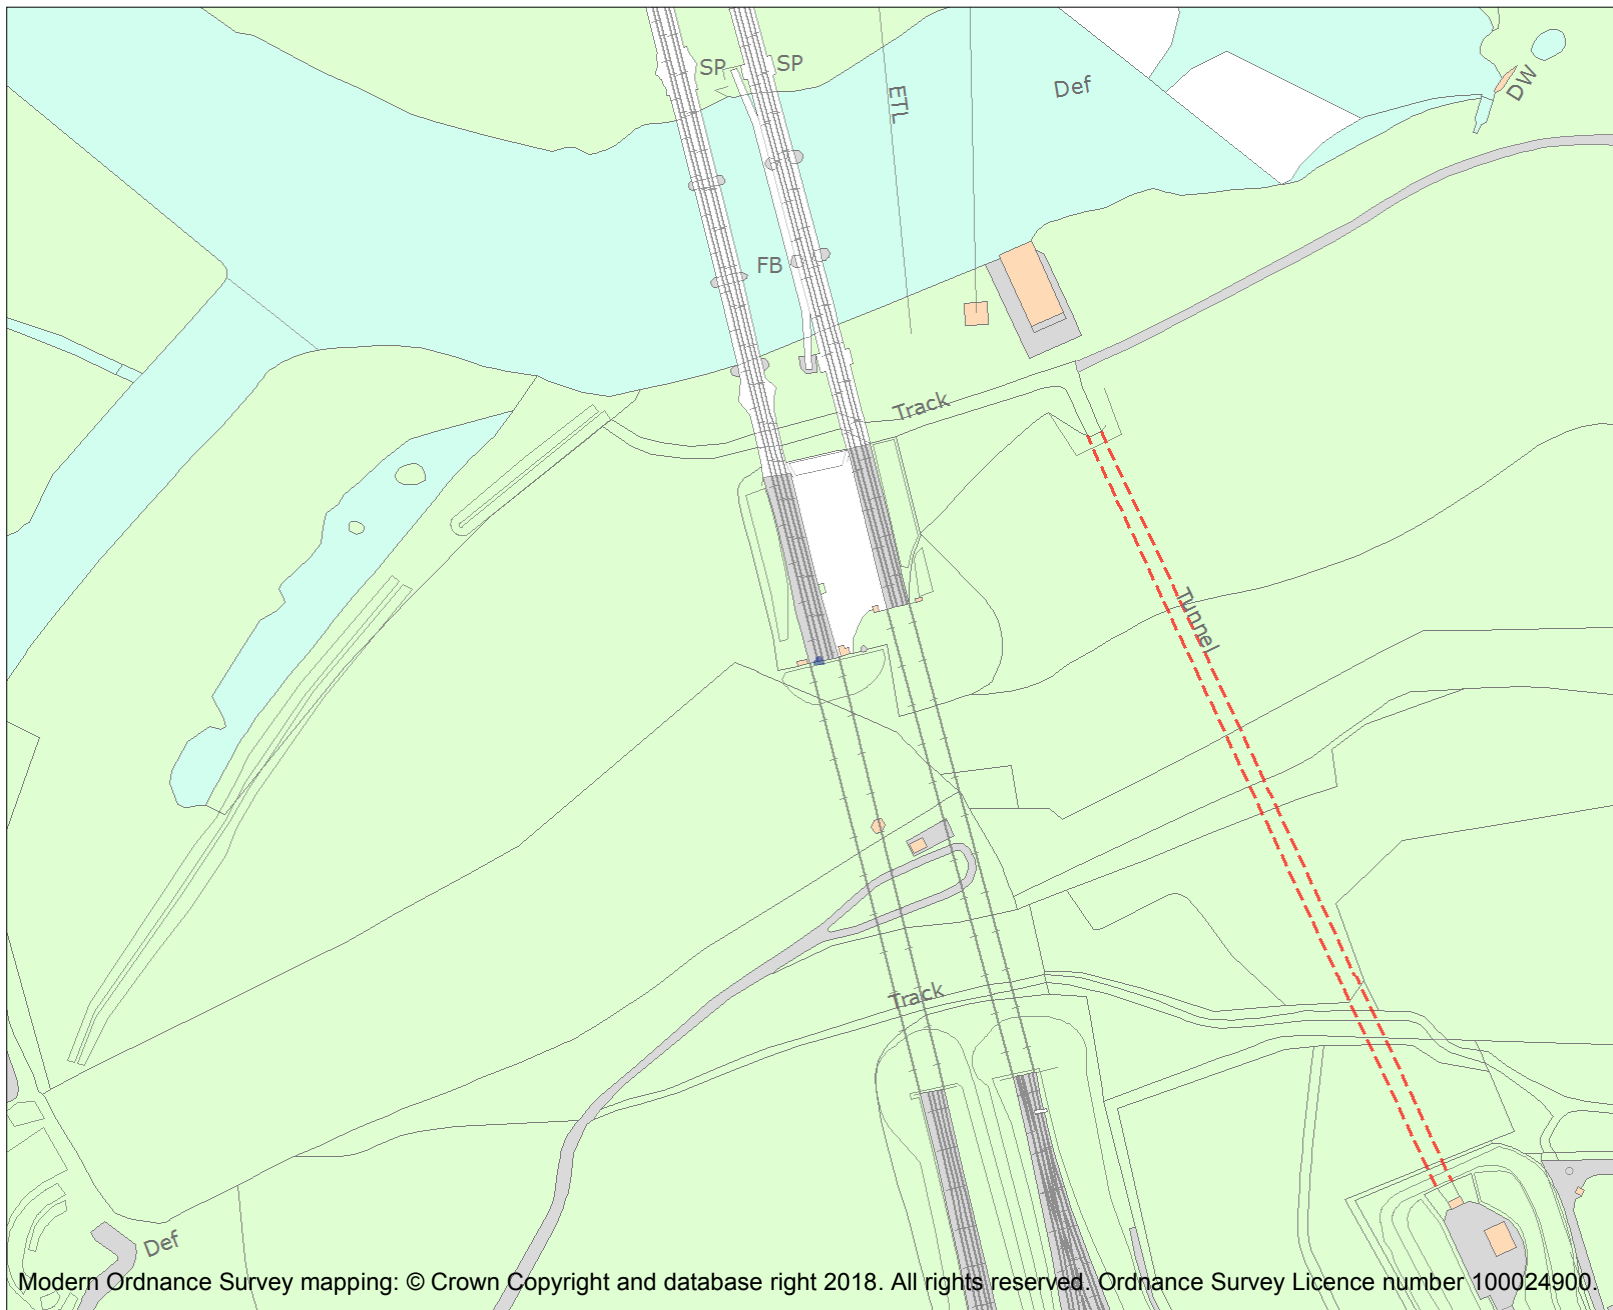 SP
SP
ETL
Def
DW
FB
Track
Tunnel
Track
Def
Modern Ordnance Survey mapping: © Crown Copyright and database right 2018. All rights reserved. Ordnance Survey Licence number 100024900.